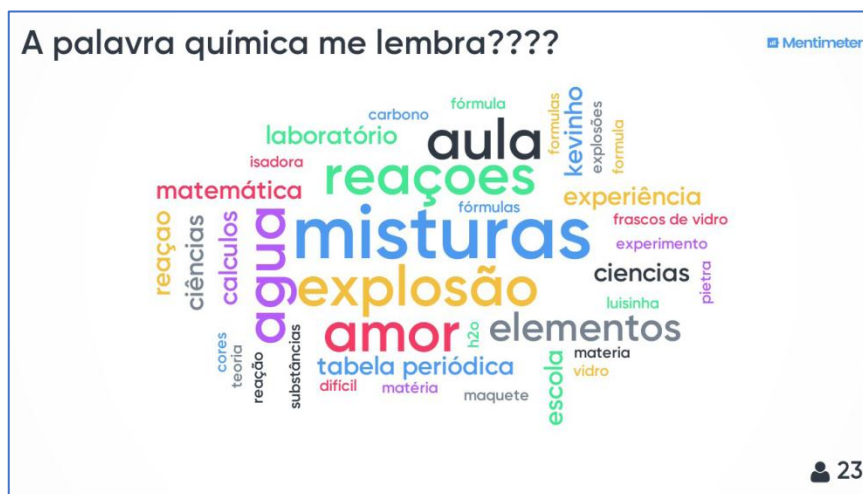 A palavra química me lembra????
Mentimeter
carbono
fórmula
formulas
kevinho
explosões
formula
laboratório
aula
isadora
reaçoes
matemática
fórmulas
experiência
frascos de vidro
reaçao
ciências
calculos
agua
misturas
experimento
ciencias
pietra
explosão
luisinha
amor
h2o
elementos
cores
teoria
reação
substâncias
tabela periódica
materia
difícil
matéria
maquete
escola
vidro
23